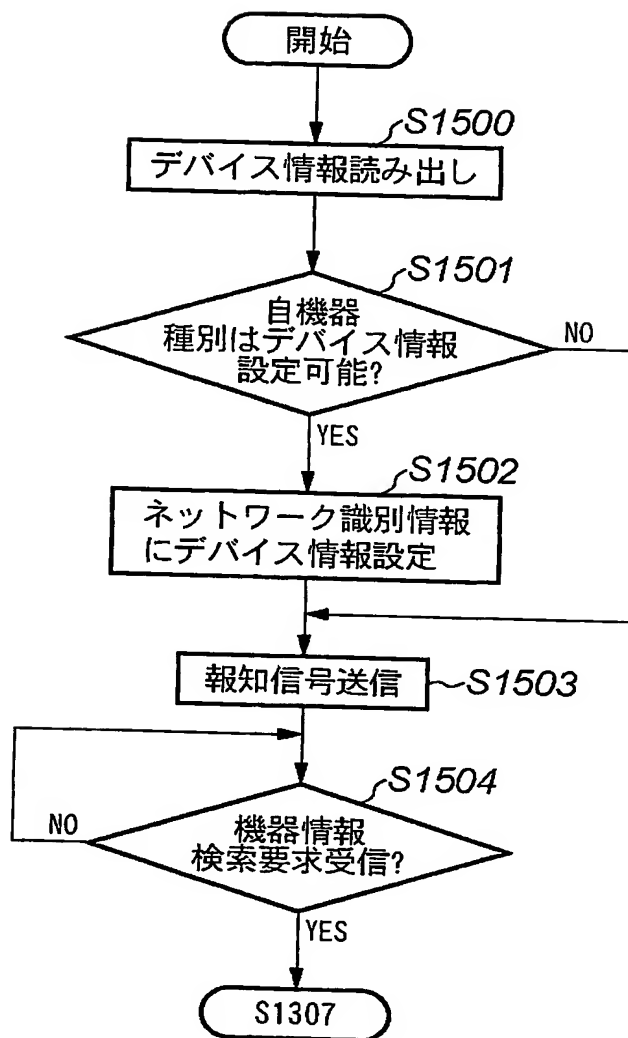 開始
S1500
デバイス情報読み出し
S1501
自機器
種別はデバイス情報
設定可能?
NO
YES
S1502
ネットワーク識別情報
にデバイス情報設定
報知信号送信
S1503
S1504
NO
機器情報
検索要求受信?
YES
S1307